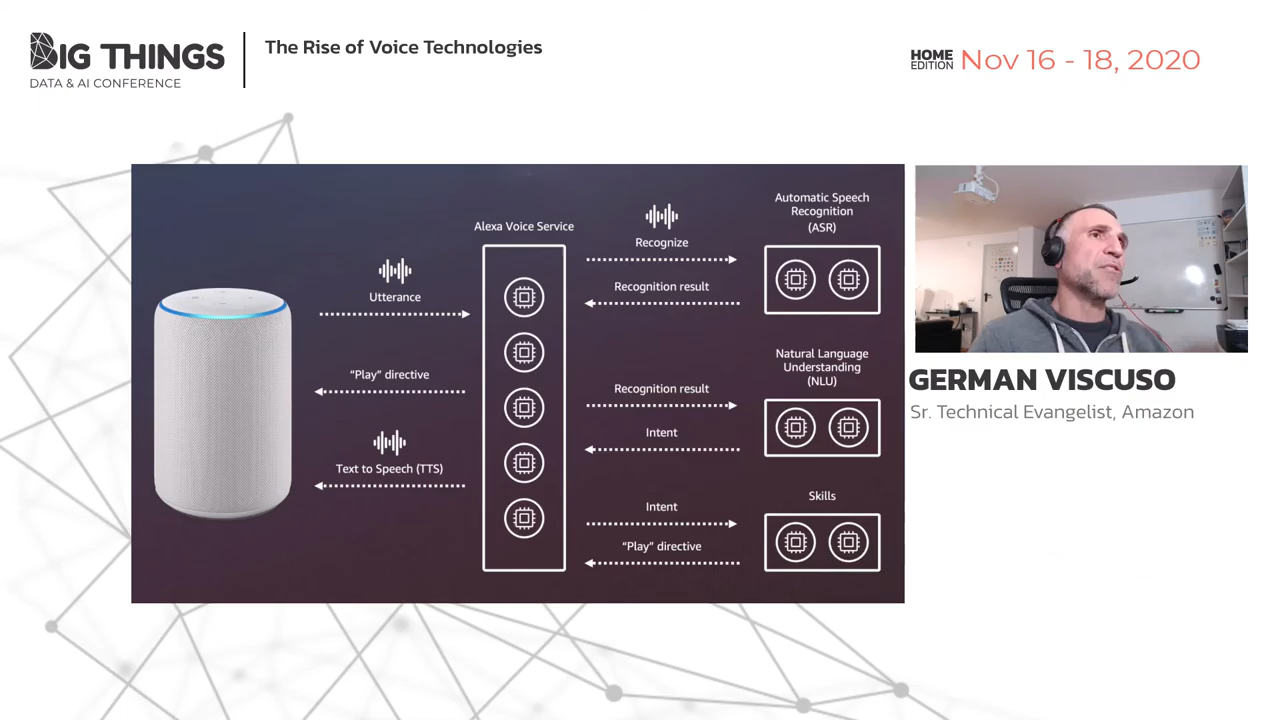 BIG THINGS
DATA & AI CONFERENCE
The Rise of Voice Technologies
HOME
EDITION
Nov 16 - 18, 2020
Utterance
"Play" directive
Text to Speech (TTS)
Alexa Voice Service
Recognize
Recognition result
Recognition result
Intent
Intent
"Play" directive
Automatic Speech
Recognition
(ASR)
Natural Language
Understanding
(NLU)
Skills
GERMAN VISCUSO
Sr. Technical Evangelist, Amazon